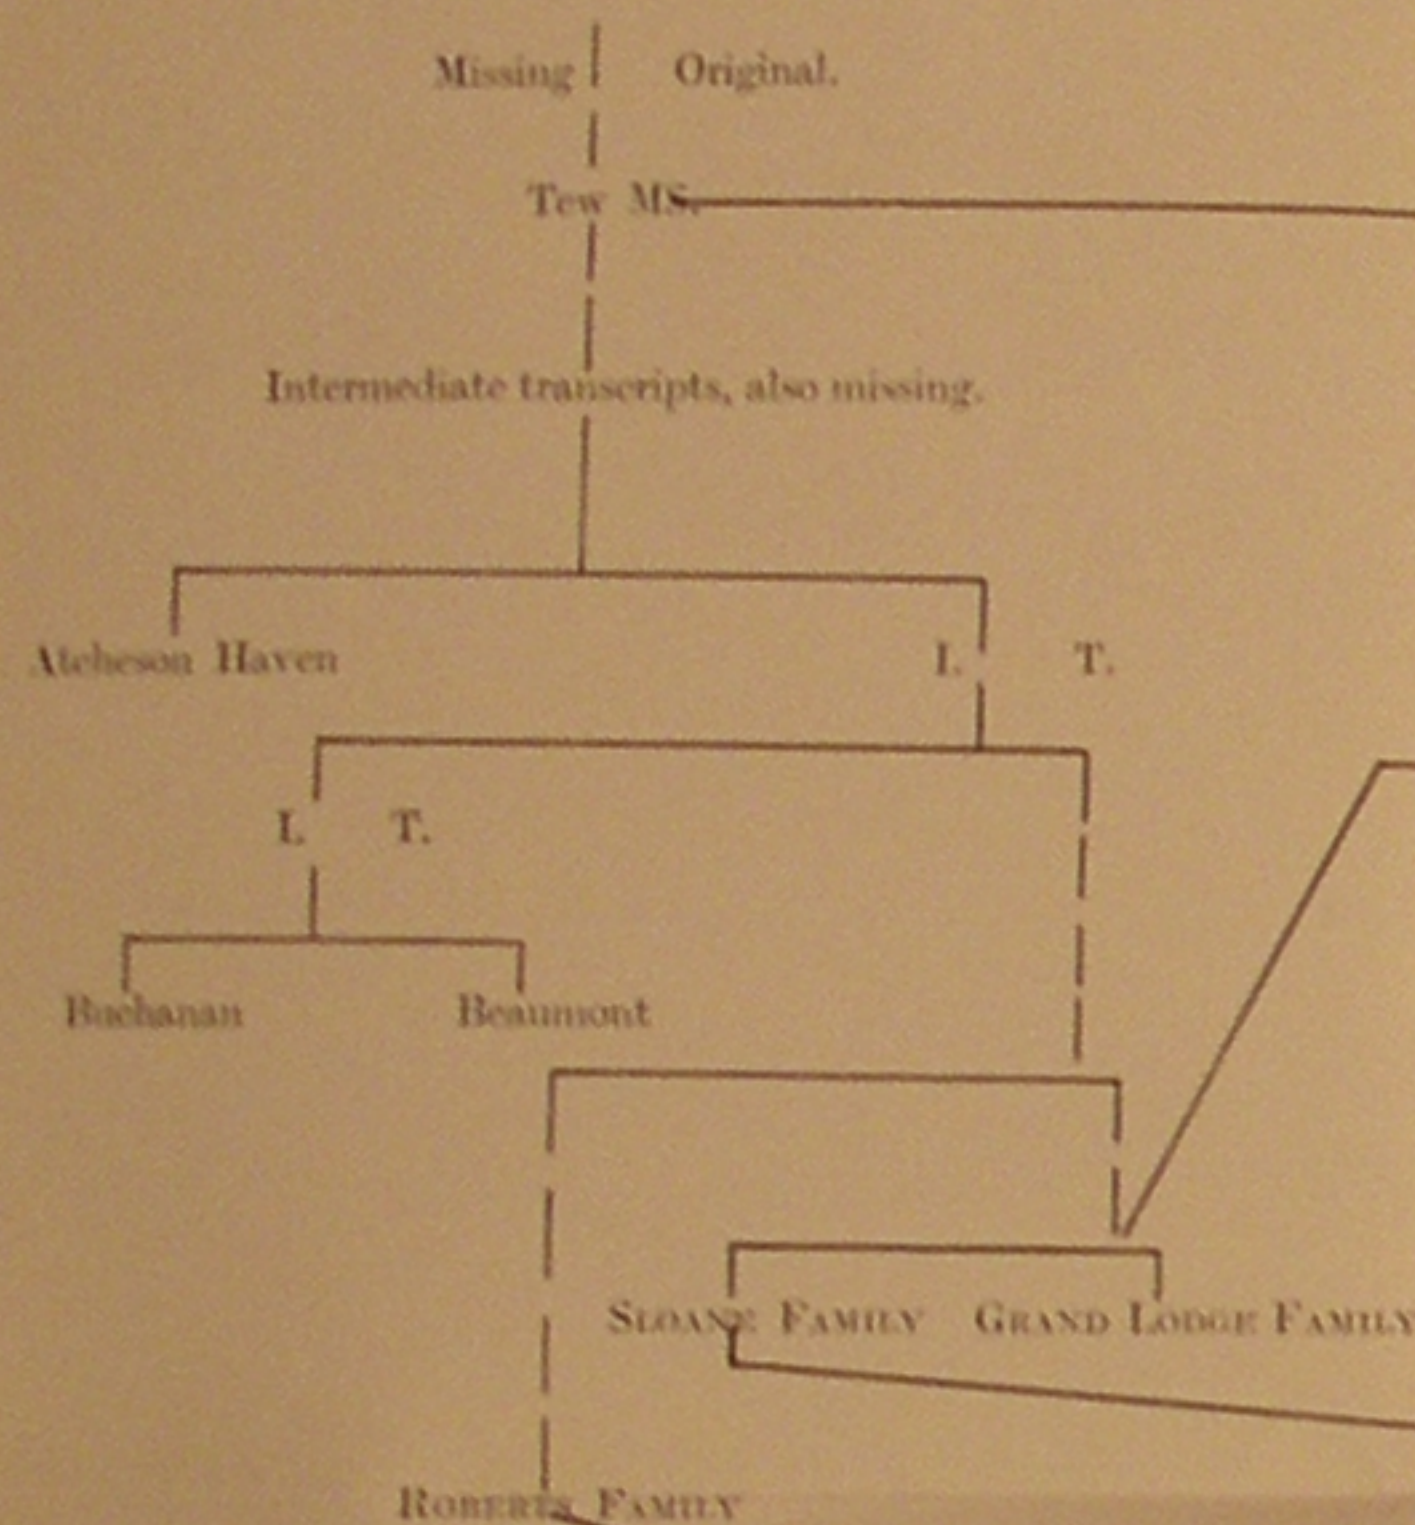 Missing Original.
Tew MS.
Intermediate transcripts, also missing.
Atcheson Haven I. T.
I. T.
Buchanan Beaumont
SLOANE FAMILY GRAND LODGE FAMILY
ROBERTS FAMILY